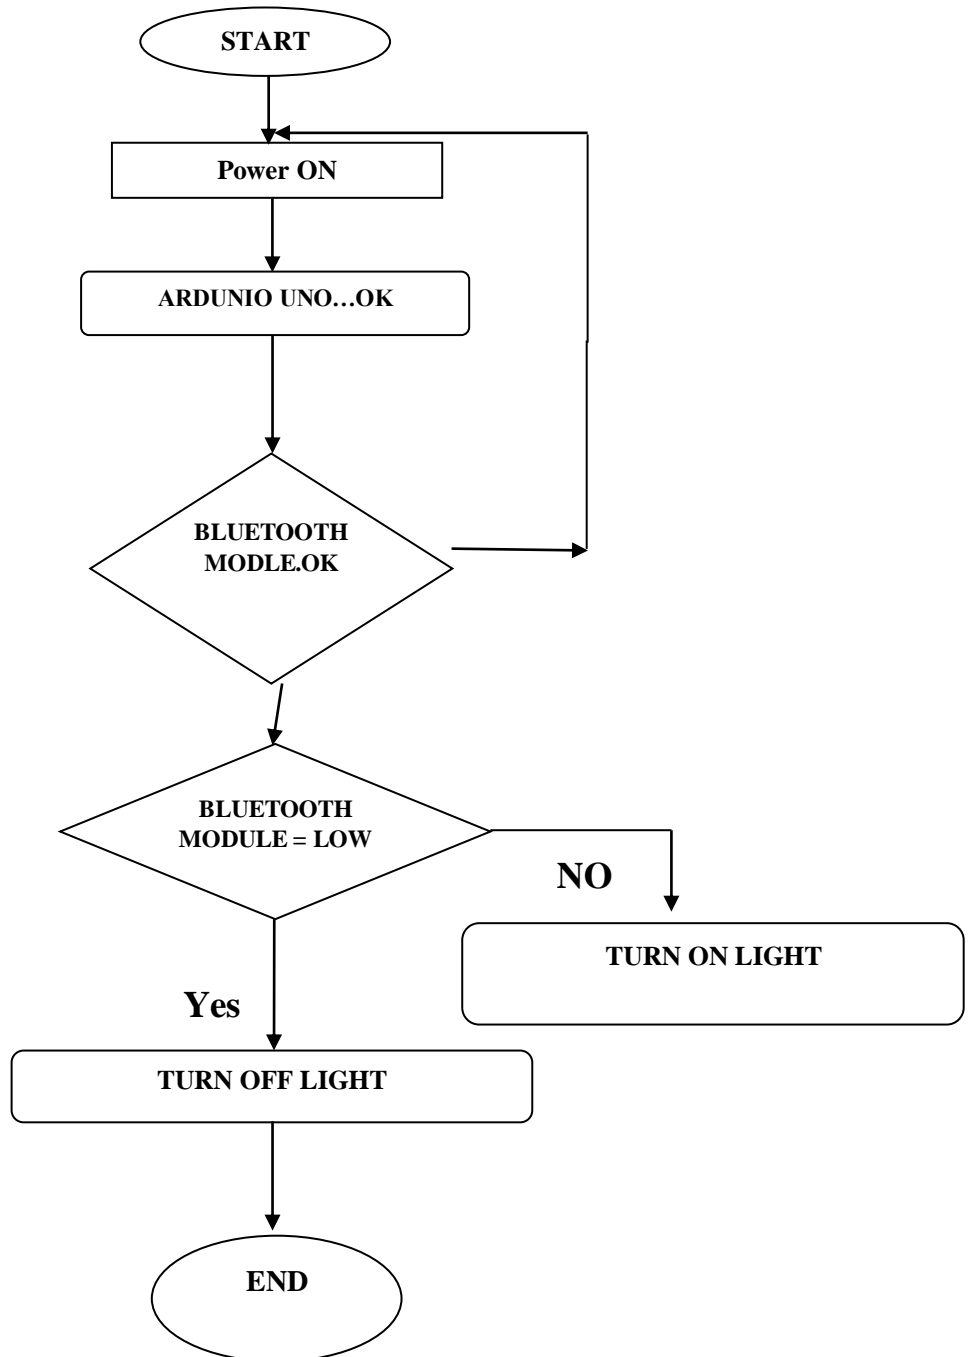 START
Power ON
ARDUNIO UNO...OK
BLUETOOTH
MODLE.OK
BLUETOOTH
MODULE = LOW
NO
TURN ON LIGHT
Yes
TURN OFF LIGHT
END